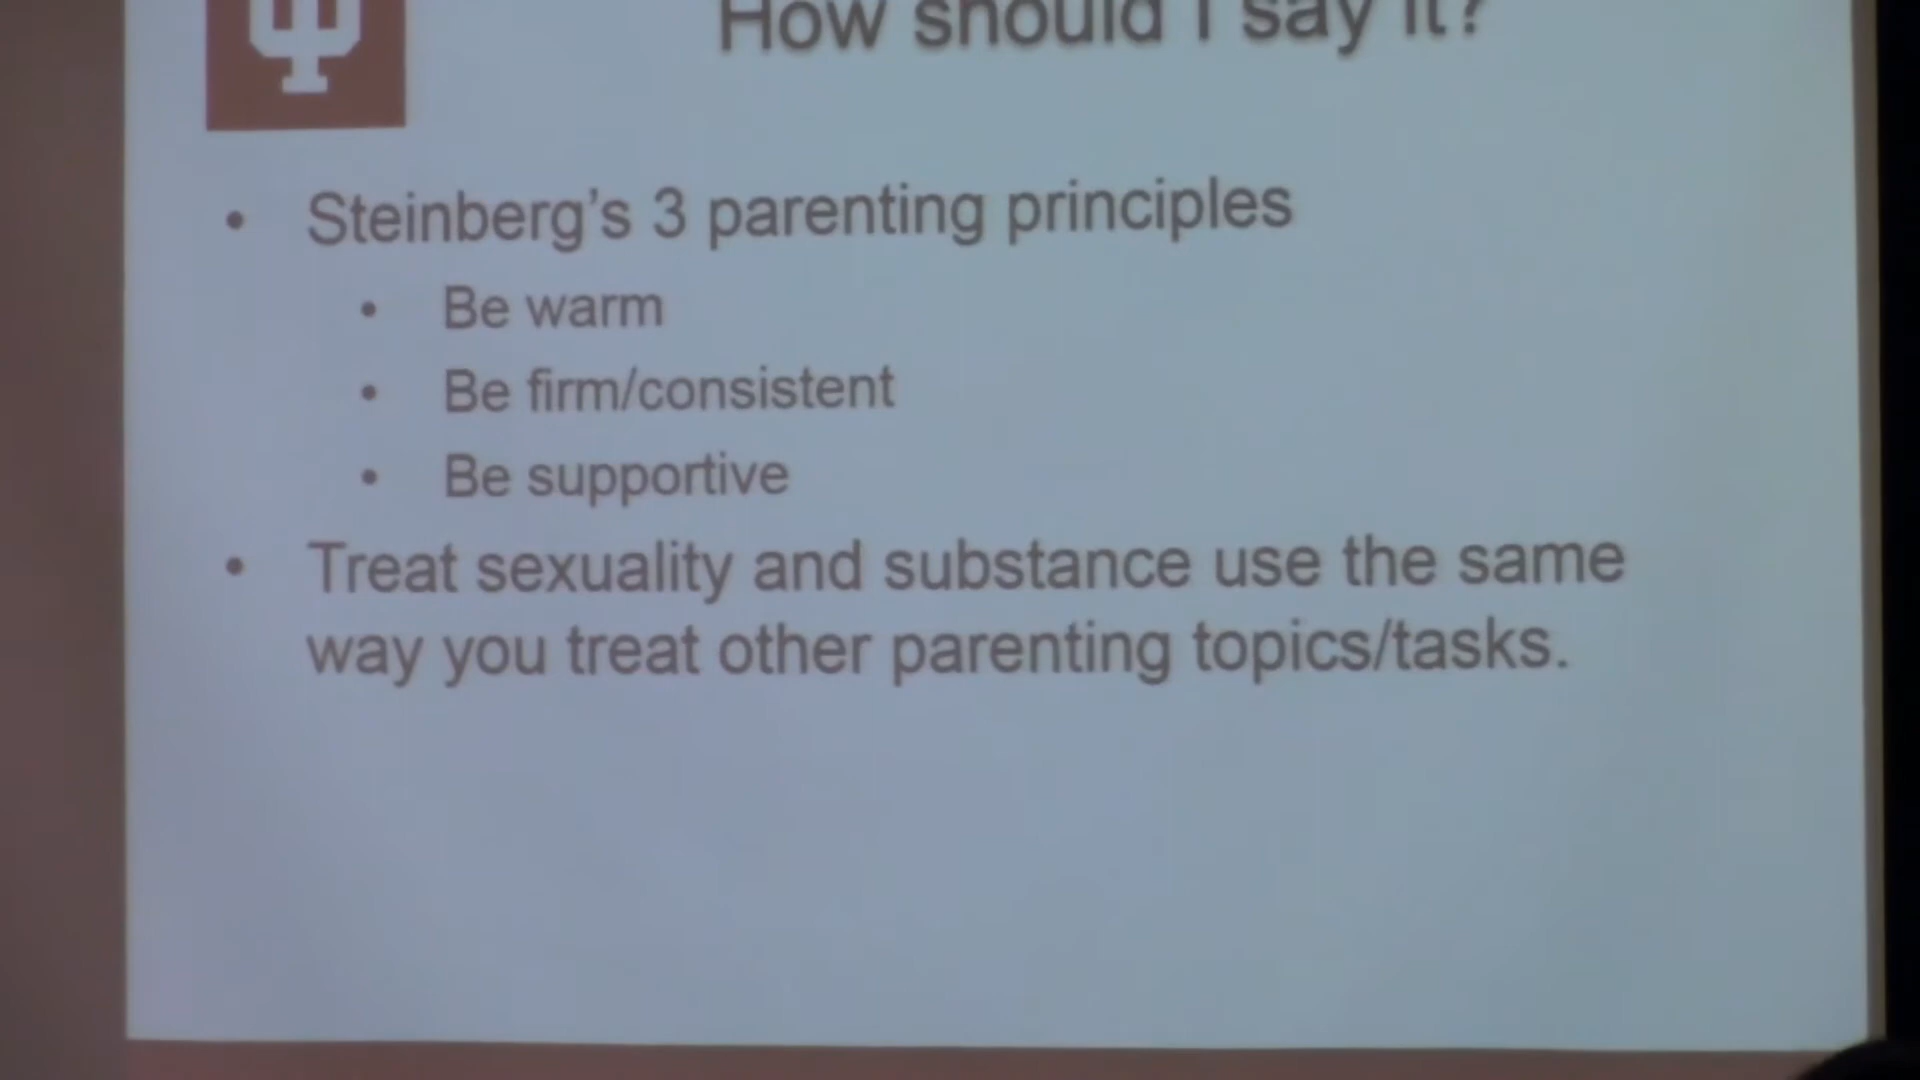 How should I say it?
• Steinberg's 3 parenting principles
• Be warm
• Be firm/consistent
• Be supportive
• Treat sexuality and substance use the same
way you treat other parenting topics/tasks.